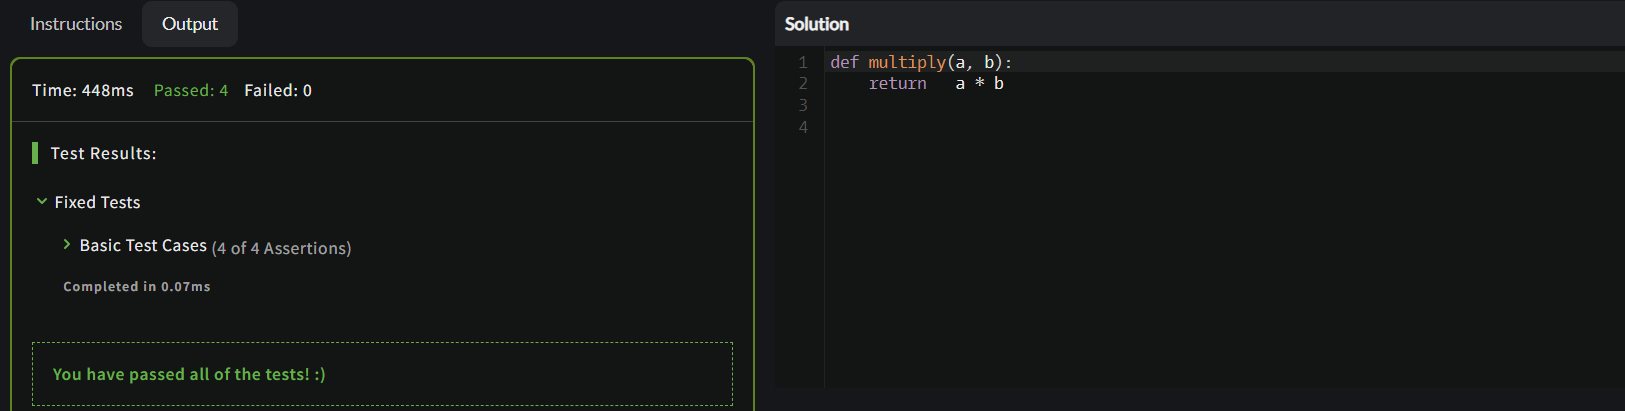 Instructions
Output
Time: 448ms Passed: 4 Failed: 0
Test Results:
Fixed Tests
Basic Test Cases (4 of 4 Assertions)
Completed in 0.07ms
You have passed all of the tests! :)
Solution
1 def multiply(a, b):
2     return   a * b
3
4